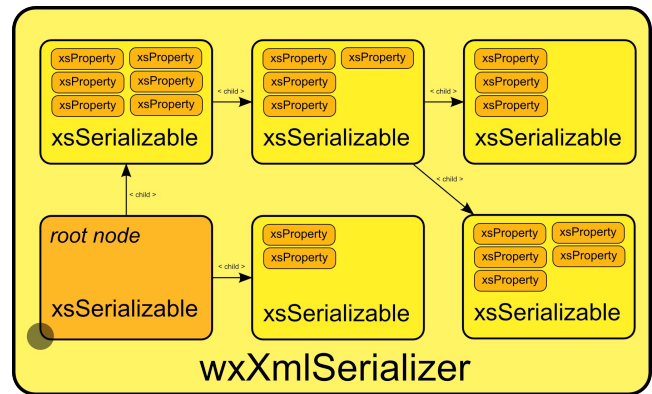 xsProperty xsProperty
xsProperty xsProperty
xsProperty xsProperty
xsSerializable
< child >
xsProperty xsProperty
xsProperty
xsProperty
xsSerializable
< child >
xsProperty
xsProperty
xsProperty
xsSerializable
< child >
< child >
root node
xsSerializable
< child >
xsProperty
xsProperty
xsSerializable
xsProperty xsProperty
xsProperty xsProperty
xsProperty
xsSerializable
wxXmlSerializer